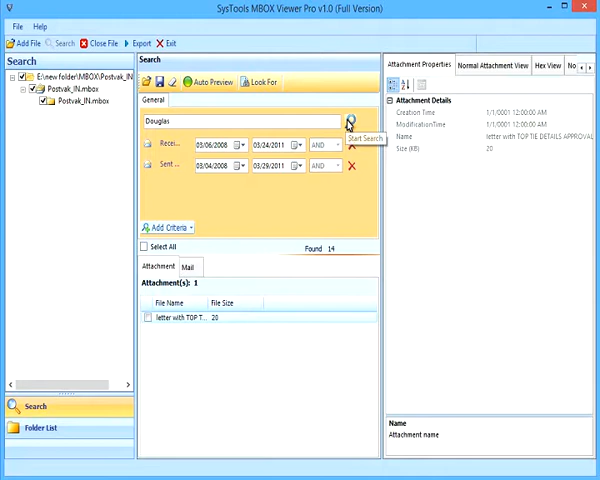 SysTools MBOX Viewer Pro v1.0 (Full Version)
File Help
Add File Search Close File Export Exit
Search
E:\new folder\MBOX\Postvak_IN.m
Postvak_IN.mbox
Postvak_IN.mbox
Search
Folder List
Search
Auto Preview Look For
General
Douglas
Start Search
Recei... 03/06/2008 03/24/2011 AND
Sent ... 03/04/2008 03/29/2011 AND
Add Criteria
Select All Found 14
Attachment Mail
Attachment(s): 1
File Name File Size
letter with TOP T... 20
Attachment Properties Normal Attachment View Hex View No
Attachment Details
Creation Time 1/1/0001 12:00:00 AM
ModificationTime 1/1/0001 12:00:00 AM
Name letter with TOP TIE DETAILS APPROVAL
Size (KB) 20
Name
Attachment name